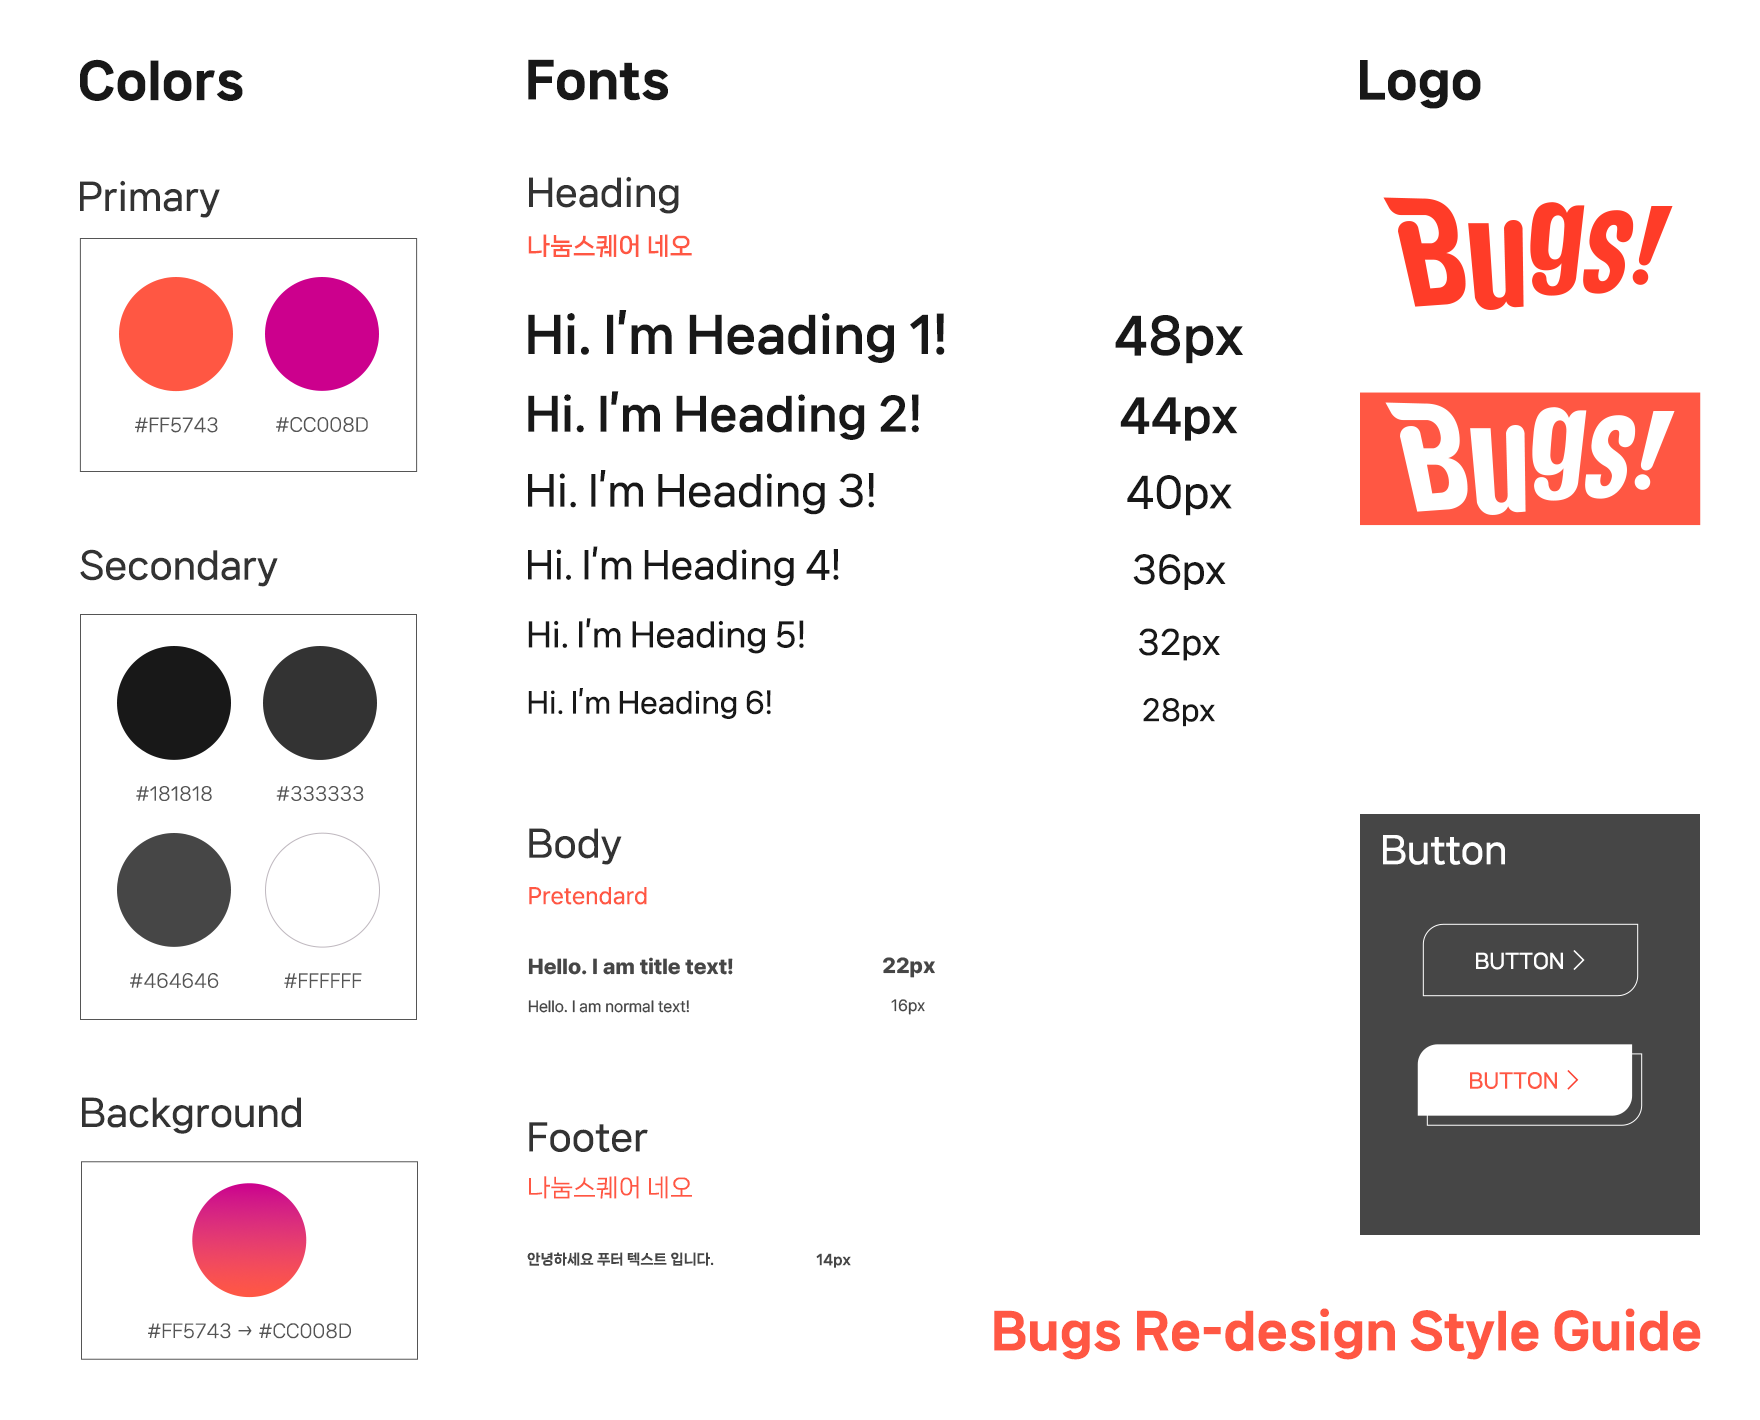 Colors
Primary
#FF5743
#CC008D
Secondary
#181818
#333333
#464646
#FFFFFF
Background
#FF5743 → #CC008D
Fonts
Heading
나눔스퀘어 네오
Hi. I'm Heading 1! 48px
Hi. I'm Heading 2! 44px
Hi. I'm Heading 3! 40px
Hi. I'm Heading 4! 36px
Hi. I'm Heading 5! 32px
Hi. I'm Heading 6! 28px
Body
Pretendard
Hello. I am title text! 22px
Hello. I am normal text! 16px
Footer
나눔스퀘어 네오
안녕하세요 푸터 텍스트 입니다. 14px
Logo
Bugs!
Bugs!
Button
BUTTON >
BUTTON >
Bugs Re-design Style Guide